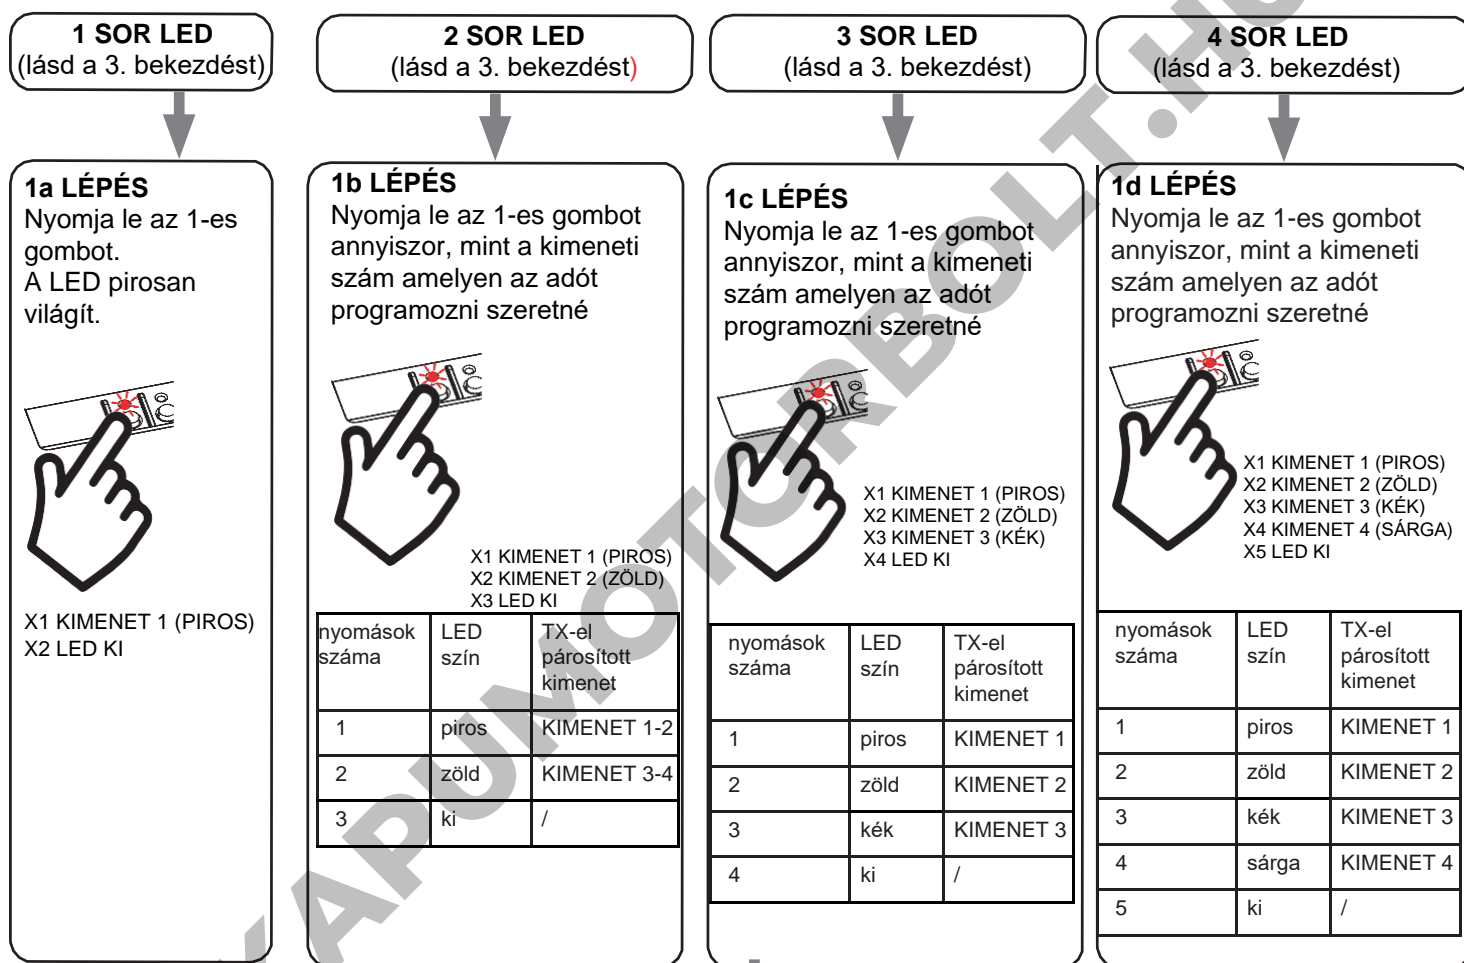 1 SOR LED
(lásd a 3. bekezdést)
2 SOR LED
(lásd a 3. bekezdést)
3 SOR LED
(lásd a 3. bekezdést)
4 SOR LED
(lásd a 3. bekezdést)
1a LÉPÉS
Nyomja le az 1-es
gombot.
A LED pirosan
világít.
X1 KIMENET 1 (PIROS)
X2 LED KI
1b LÉPÉS
Nyomja le az 1-es gombot
annyiszor, mint a kimeneti
szám amelyen az adót
programozni szeretné
X1 KIMENET 1 (PIROS)
X2 KIMENET 2 (ZÖLD)
X3 LED KI
nyomások száma | LED szín | TX-el párosított kimenet
1 | piros | KIMENET 1-2
2 | zöld | KIMENET 3-4
3 | ki | /
1c LÉPÉS
Nyomja le az 1-es gombot
annyiszor, mint a kimeneti
szám amelyen az adót
programozni szeretné
X1 KIMENET 1 (PIROS)
X2 KIMENET 2 (ZÖLD)
X3 KIMENET 3 (KÉK)
X4 LED KI
nyomások száma | LED szín | TX-el párosított kimenet
1 | piros | KIMENET 1
2 | zöld | KIMENET 2
3 | kék | KIMENET 3
4 | ki | /
1d LÉPÉS
Nyomja le az 1-es gombot
annyiszor, mint a kimeneti
szám amelyen az adót
programozni szeretné
X1 KIMENET 1 (PIROS)
X2 KIMENET 2 (ZÖLD)
X3 KIMENET 3 (KÉK)
X4 KIMENET 4 (SÁRGA)
X5 LED KI
nyomások száma | LED szín | TX-el párosított kimenet
1 | piros | KIMENET 1
2 | zöld | KIMENET 2
3 | kék | KIMENET 3
4 | sárga | KIMENET 4
5 | ki | /
KAPUMOTORBOLT.HU